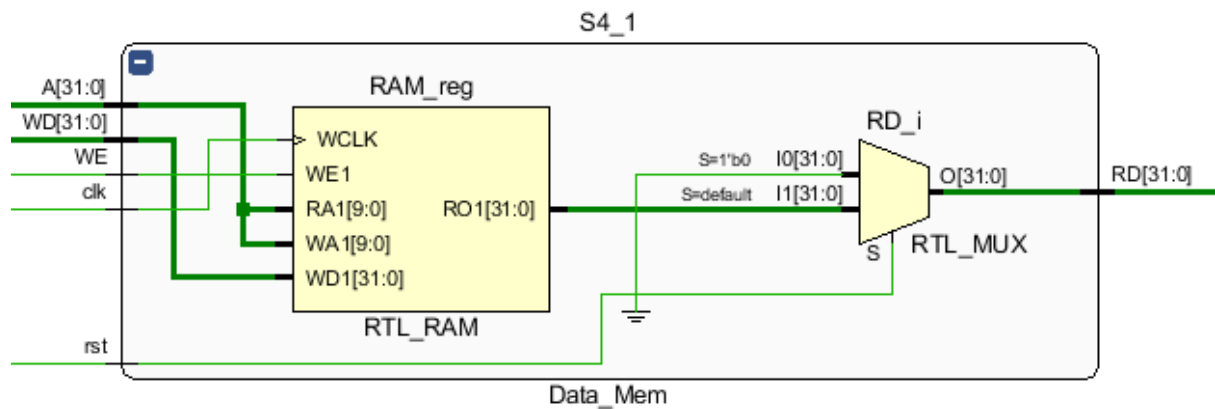 S4_1
A[31:0]
WD[31:0]
WE
clk
rst
RAM_reg
WCLK
WE1
RA1[9:0]
WA1[9:0]
WD1[31:0]
RO1[31:0]
RTL_RAM
RD_i
S=1'b0 I0[31:0]
S=default I1[31:0]
S
O[31:0]
RTL_MUX
RD[31:0]
Data_Mem